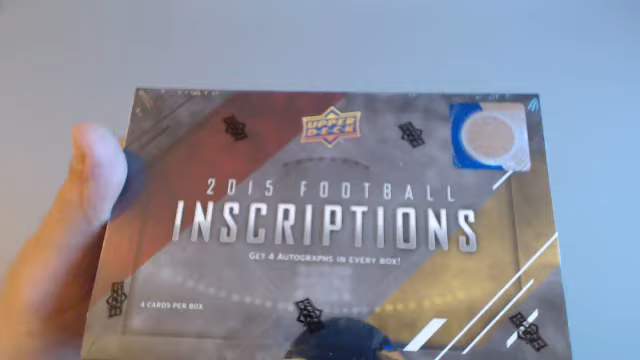 UPPER
DECK
2015 FOOTBALL
INSCRIPTIONS
GET 4 AUTOGRAPHS IN EVERY BOX!
4 CARDS PER BOX